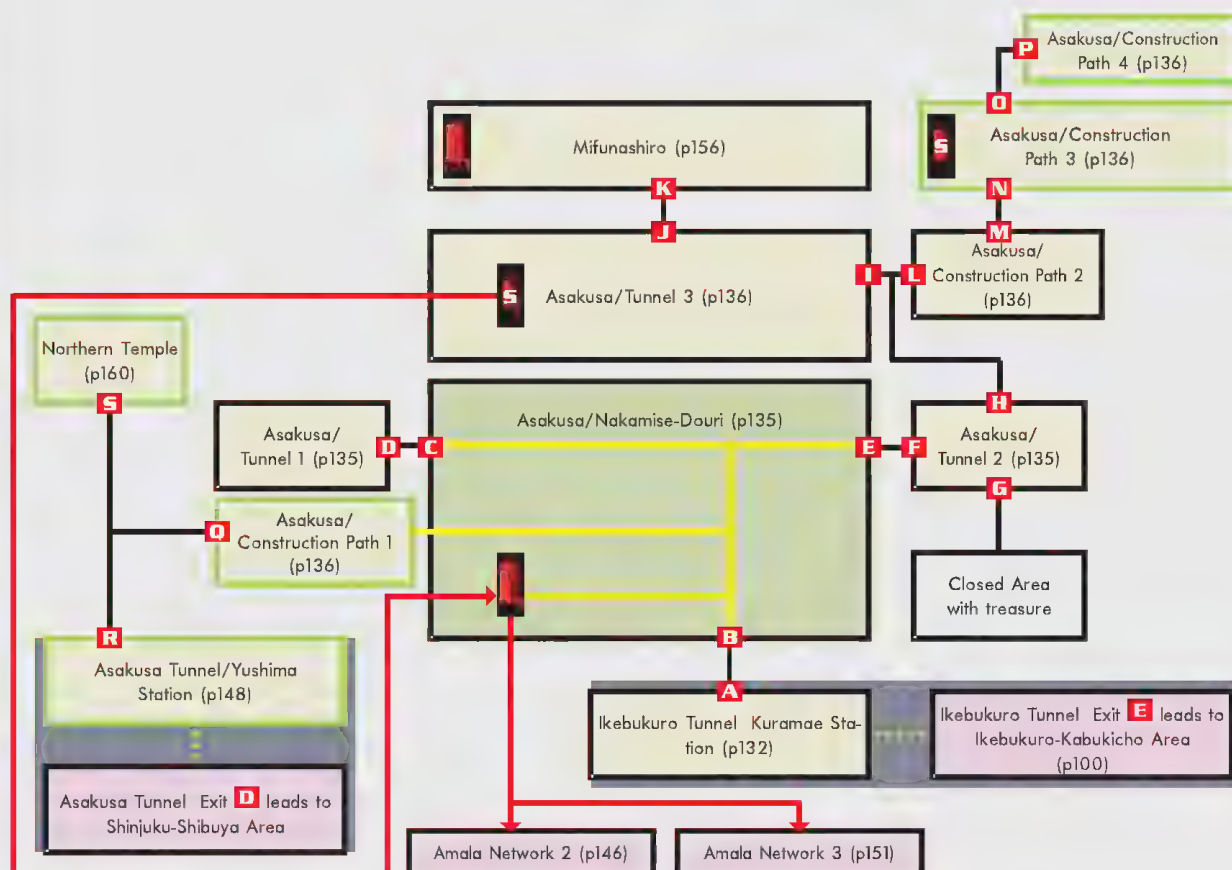 P
Asakusa/Construction
Path 4 (p136)
O
S
Asakusa/Construction
Path 3 (p136)
N
Mifunashiro (p156)
K
J
S
Asakusa/Tunnel 3 (p136)
I
L
M
Asakusa/
Construction Path 2
(p136)
Northern Temple
(p160)
S
Asakusa/
Tunnel 1 (p135)
D
C
Asakusa/Nakamise-Douri (p135)
E
F
H
Asakusa/
Tunnel 2 (p135)
G
Q
Asakusa/
Construction Path 1
(p136)
Closed Area
with treasure
R
Asakusa Tunnel/Yushima
Station (p148)
B
A
Ikebukuro Tunnel Kuramae Sta-
tion (p132)
Ikebukuro Tunnel Exit E leads to
Ikebukuro-Kabukicho Area
(p100)
Asakusa Tunnel Exit D leads to
Shinjuku-Shibuya Area
Amala Network 2 (p146)
Amala Network 3 (p151)